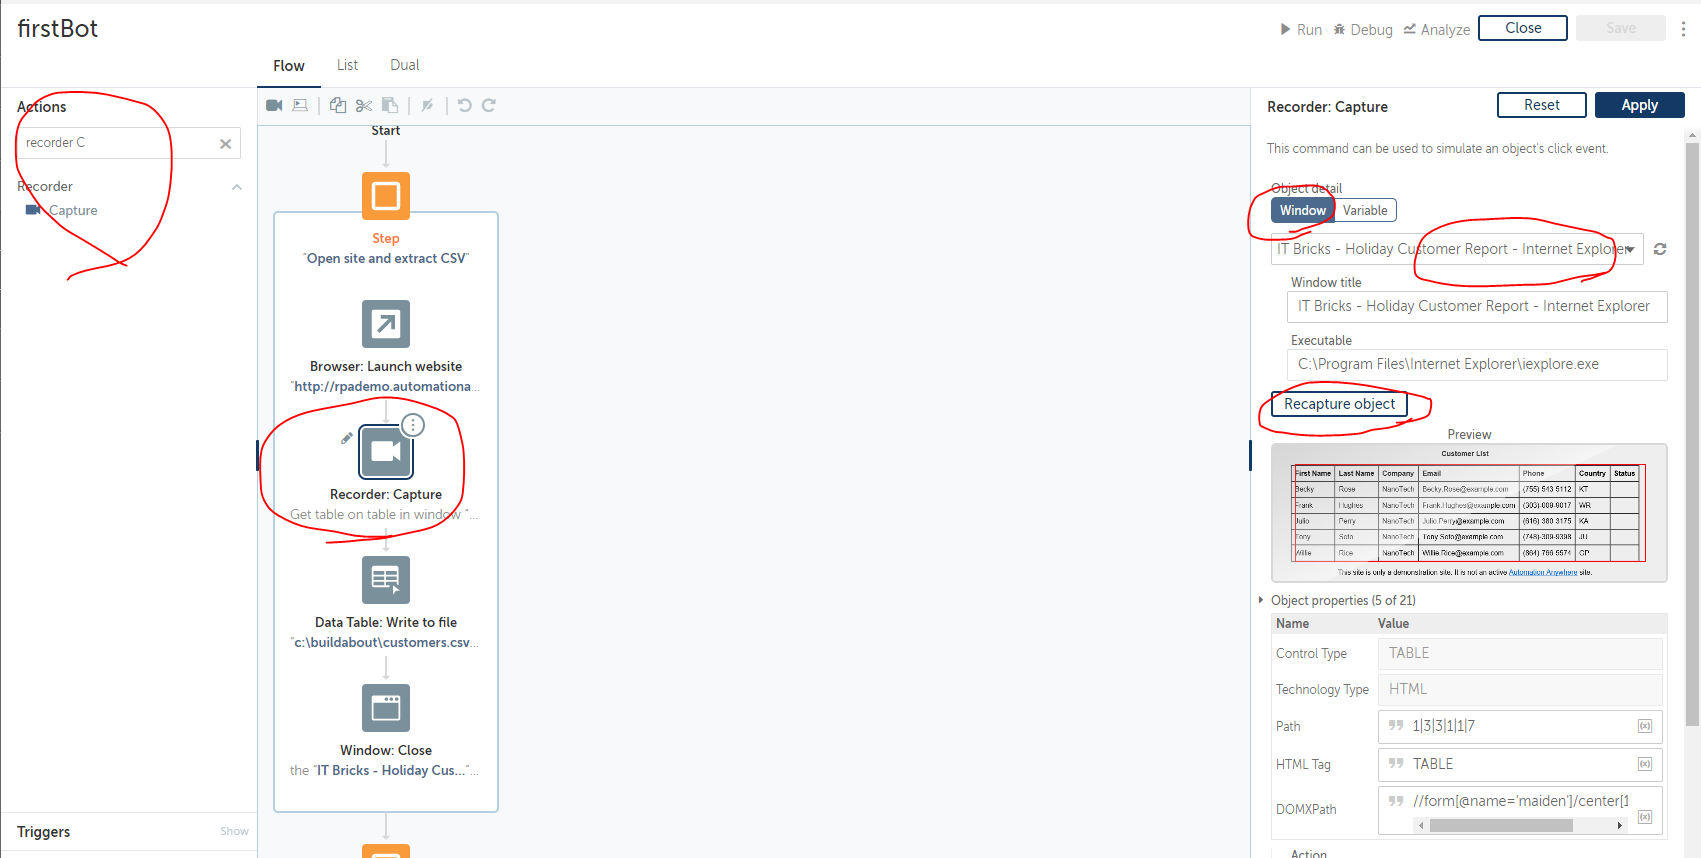 firstBot
Run Debug Analyze Close Save
Flow List Dual
Actions
recorder C
Recorder
Capture
Triggers Show
Start
Step
"Open site and extract CSV"
Browser: Launch website
"http://rpademo.automationa...
Recorder: Capture
Get table on table in window "...
Data Table: Write to file
"c:\buildabout\customers.csv...
Window: Close
the "IT Bricks - Holiday Cus..."...
Recorder: Capture Reset Apply
This command can be used to simulate an object's click event.
Object detail
Window Variable
IT Bricks - Holiday Customer Report - Internet Explorer
Window title
IT Bricks - Holiday Customer Report - Internet Explorer
Executable
C:\Program Files\Internet Explorer\iexplore.exe
Recapture object
Preview
Customer List
First Name Last Name Company Email Phone Country Status
Becky Rose NanoTech Becky.Rose@example.com (755) 543 5112 KT
Frank Hughes NanoTech Frank.Hughes@example.com (303)-009-9017 WR
Julio Perry NanoTech Julio.Perry@example.com (616) 380 3175 KA
Tony Soto NanoTech Tony.Soto@example.com (748)-309-9398 JU
Willie Rice NanoTech Willie.Rice@example.com (864) 766 5574 CP
This site is only a demonstration site. It is not an active Automation Anywhere site.
Object properties (5 of 21)
Name Value
Control Type TABLE
Technology Type HTML
Path 1|3|3|1|1|7
HTML Tag TABLE
DOMXPath //form[@name='maiden']/center[1
Action